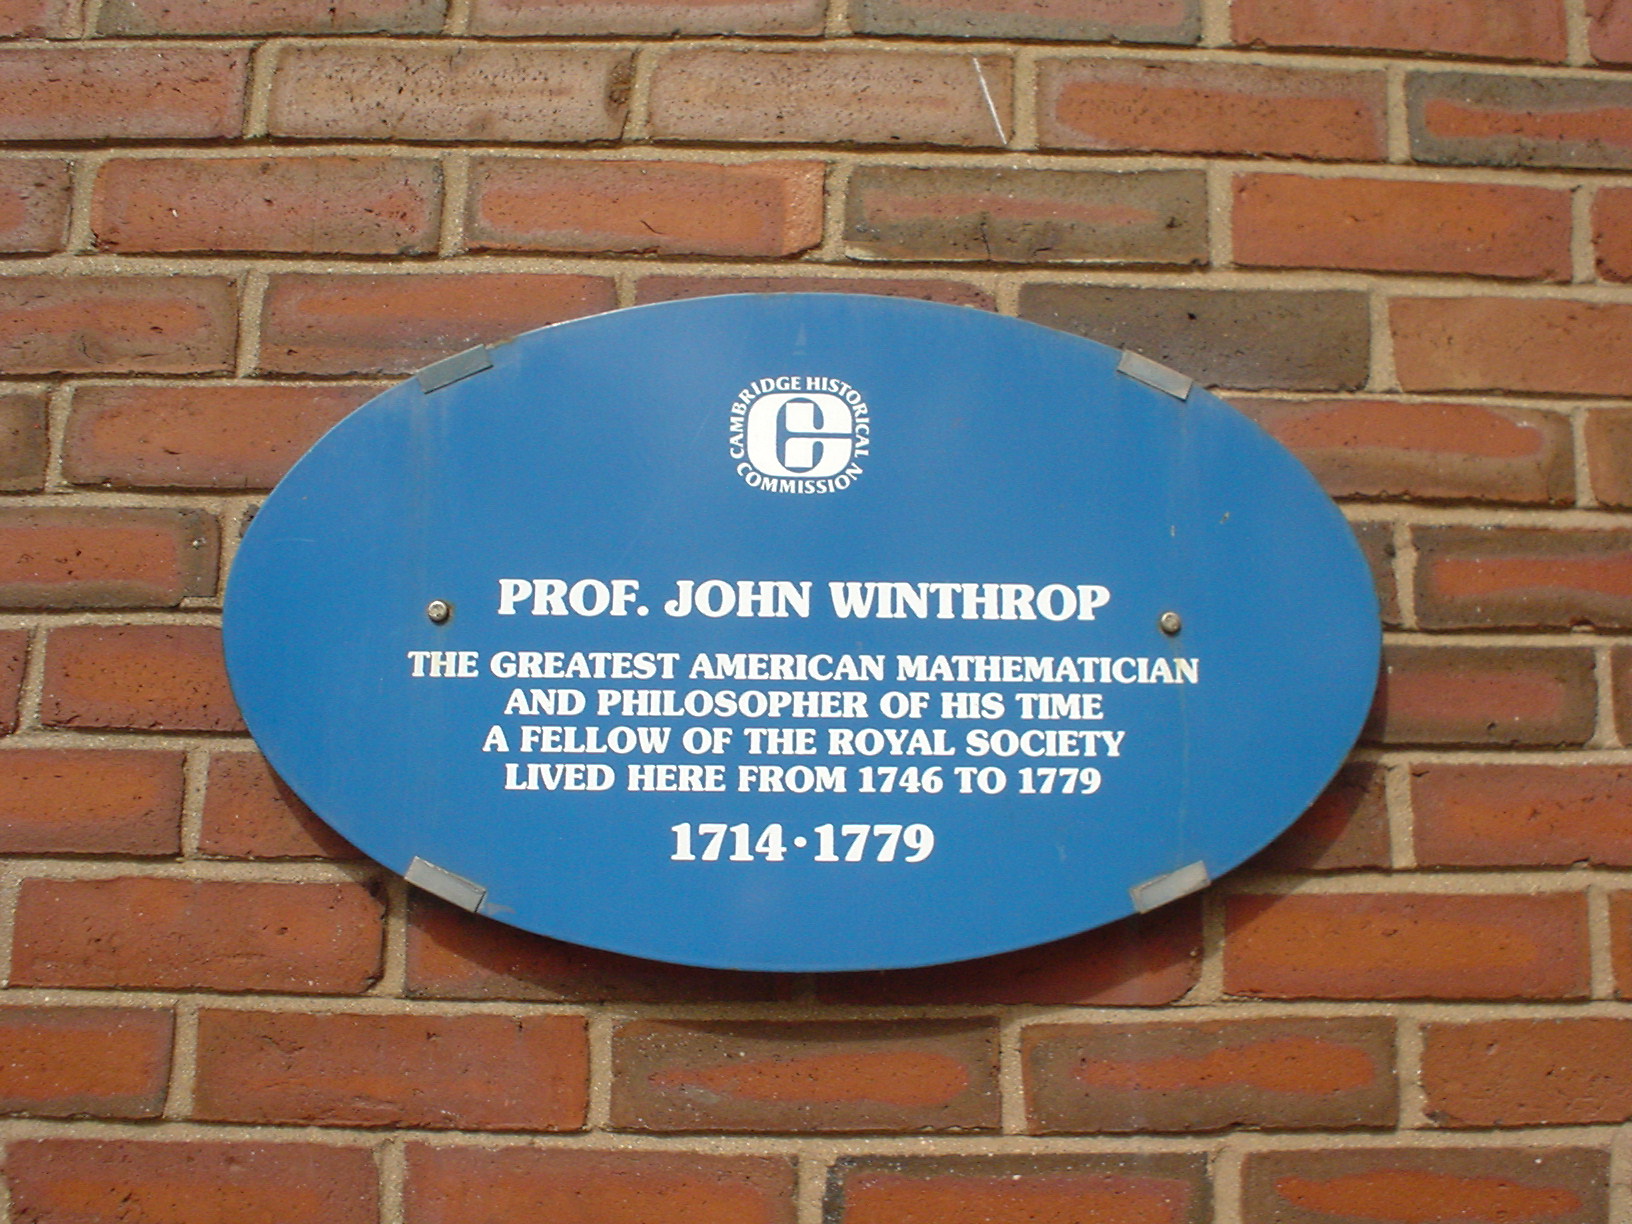 CAMBRIDGE HISTORICAL
COMMISSION
PROF. JOHN WINTHROP
THE GREATEST AMERICAN MATHEMATICIAN
AND PHILOSOPHER OF HIS TIME
A FELLOW OF THE ROYAL SOCIETY
LIVED HERE FROM 1746 TO 1779
1714·1779